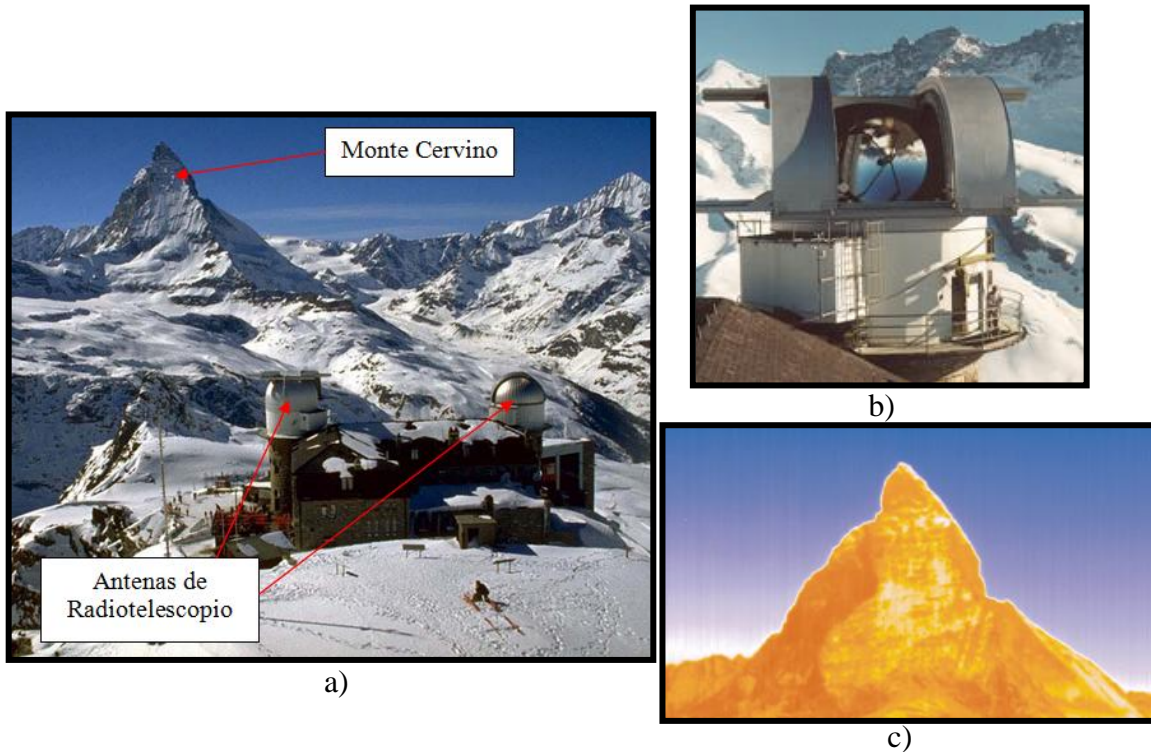 Monte Cervino
Antenas de
Radiotelescopio
a)
b)
c)